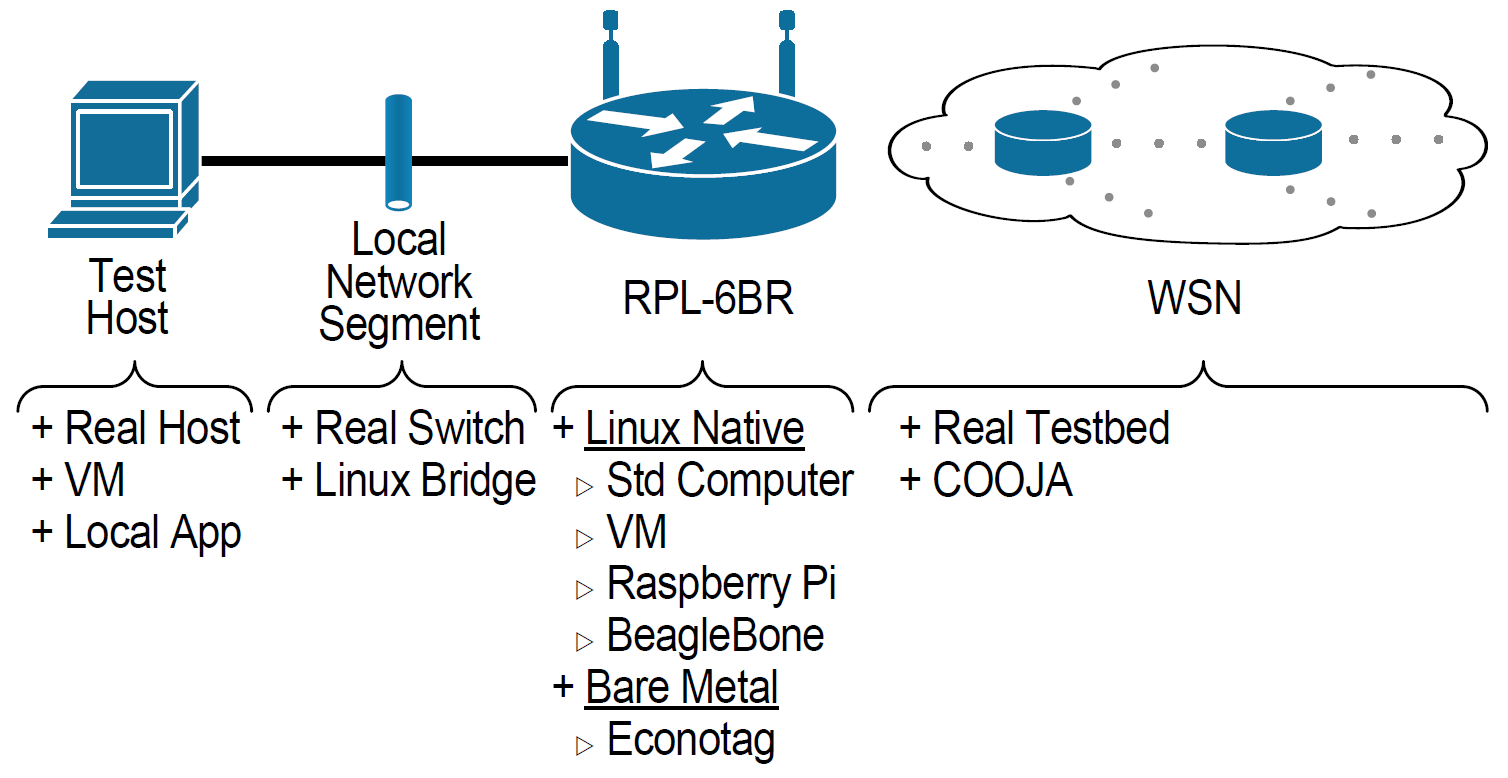 Test
Host
Local
Network
Segment
RPL-6BR
WSN
+ Real Host
+ VM
+ Local App
+ Real Switch
+ Linux Bridge
+ Linux Native
▷ Std Computer
▷ VM
▷ Raspberry Pi
▷ BeagleBone
+ Bare Metal
▷ Econotag
+ Real Testbed
+ COOJA